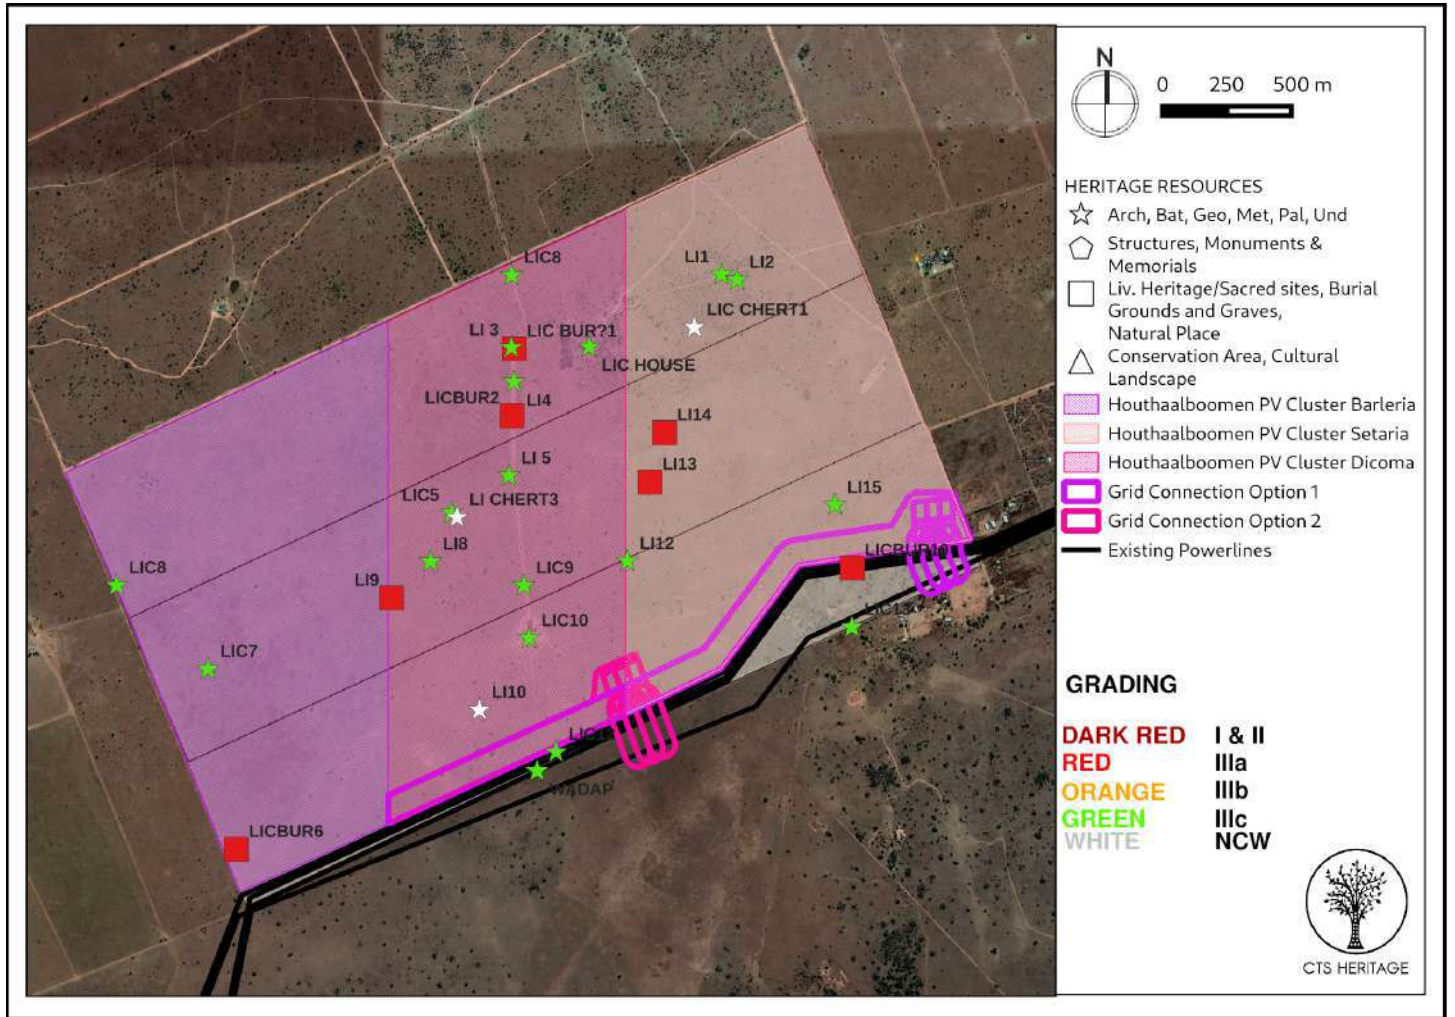 LIC8
LI1
LI2
LIC CHERT1
LI 3
LIC BUR?1
LIC HOUSE
LICBUR2
LI4
LI14
LI 5
LI13
LIC5
LI CHERT3
LI15
LI8
LI12
LICBUR10
LIC8
LI9
LIC9
LIC13
LIC10
LIC7
LI10
WADAP
LICBUR6
N
0 250 500 m
HERITAGE RESOURCES
Arch, Bat, Geo, Met, Pal, Und
Structures, Monuments &
Memorials
Liv. Heritage/Sacred sites, Burial
Grounds and Graves,
Natural Place
Conservation Area, Cultural
Landscape
Houthaalboomen PV Cluster Barleria
Houthaalboomen PV Cluster Setaria
Houthaalboomen PV Cluster Dicoma
Grid Connection Option 1
Grid Connection Option 2
Existing Powerlines
GRADING
DARK RED I & II
RED IIIa
ORANGE IIIb
GREEN IIIc
WHITE NCW
CTS HERITAGE